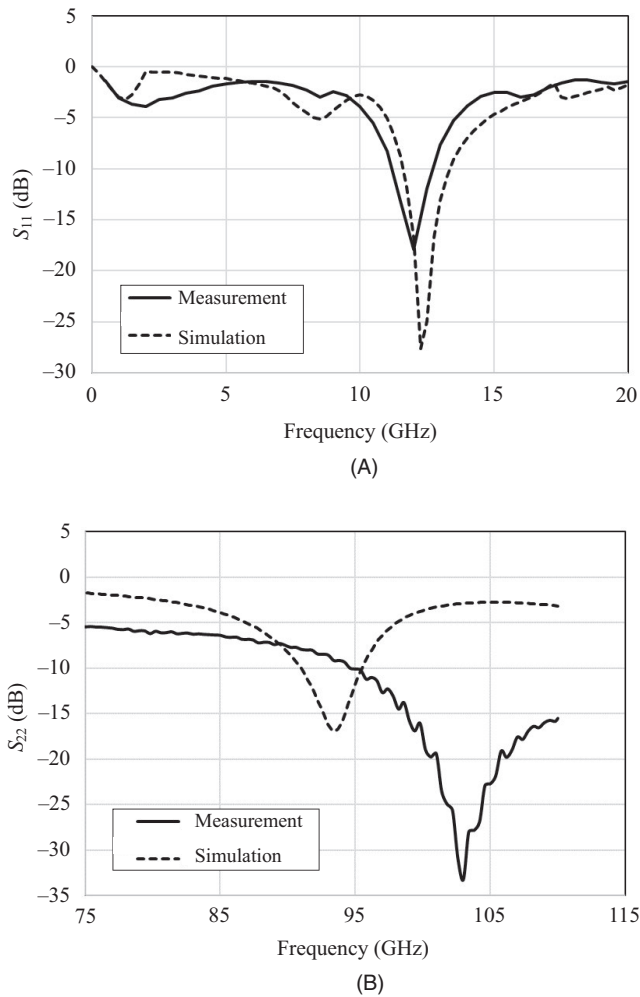 5
0
−5
−10
−15
−20
−25
−30
S11 (dB)
Measurement
Simulation
0 5 10 15 20
Frequency (GHz)
(A)
5
0
−5
−10
−15
−20
−25
−30
−35
S22 (dB)
Measurement
Simulation
75 85 95 105 115
Frequency (GHz)
(B)